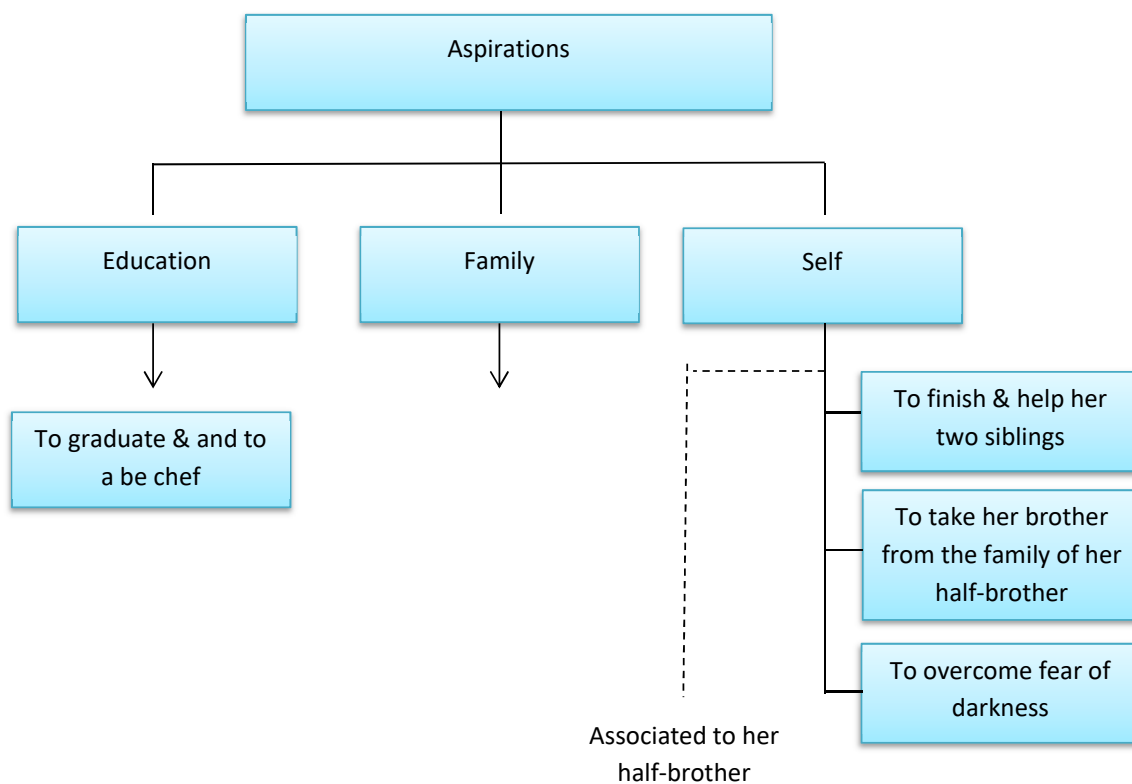 Aspirations
Education
Family
Self
To graduate & and to
a be chef
To finish & help her
two siblings
To take her brother
from the family of her
half-brother
To overcome fear of
darkness
Associated to her
half-brother